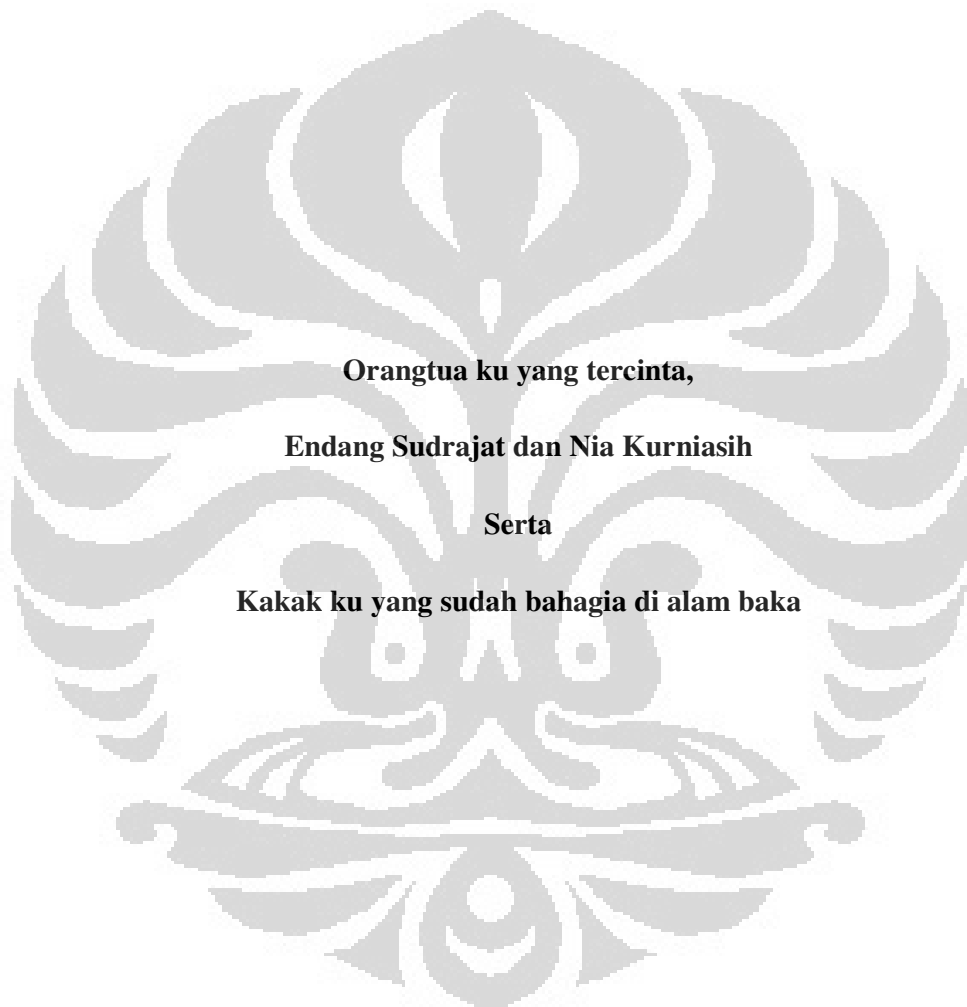 Orangtua ku yang tercinta,
Endang Sudrajat dan Nia Kurniasih
Serta
Kakak ku yang sudah bahagia di alam baka